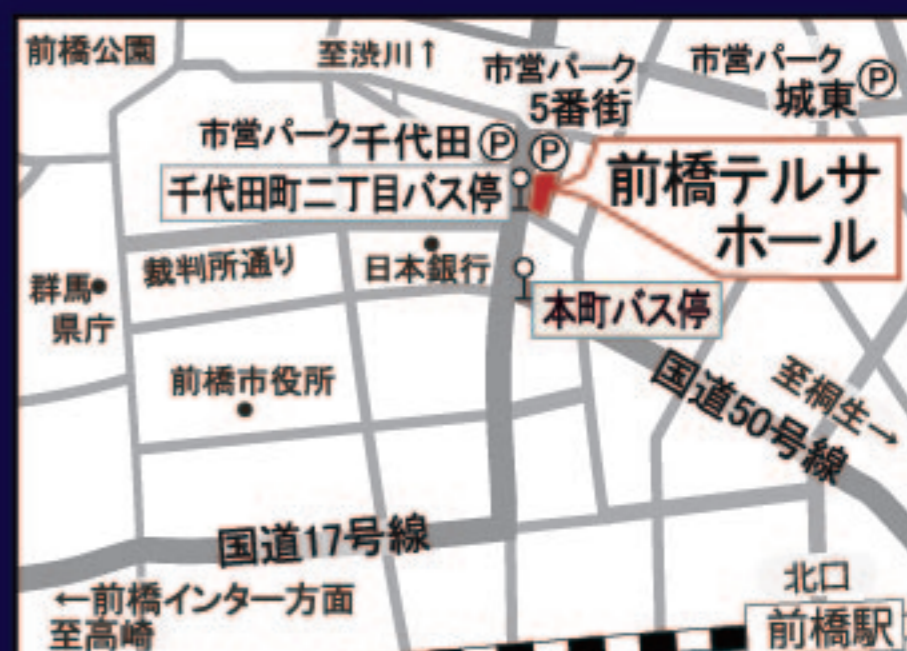 前橋公園
至渋川↑
市営パーク
5番街
市営パーク
城東Ⓟ
市営パーク千代田Ⓟ
Ⓟ
千代田町二丁目バス停
前橋テルサ
ホール
裁判所通り
日本銀行
群馬
県庁
本町バス停
前橋市役所
国道50号線
至桐生→
国道17号線
←前橋インター方面
至高崎
北口
前橋駅